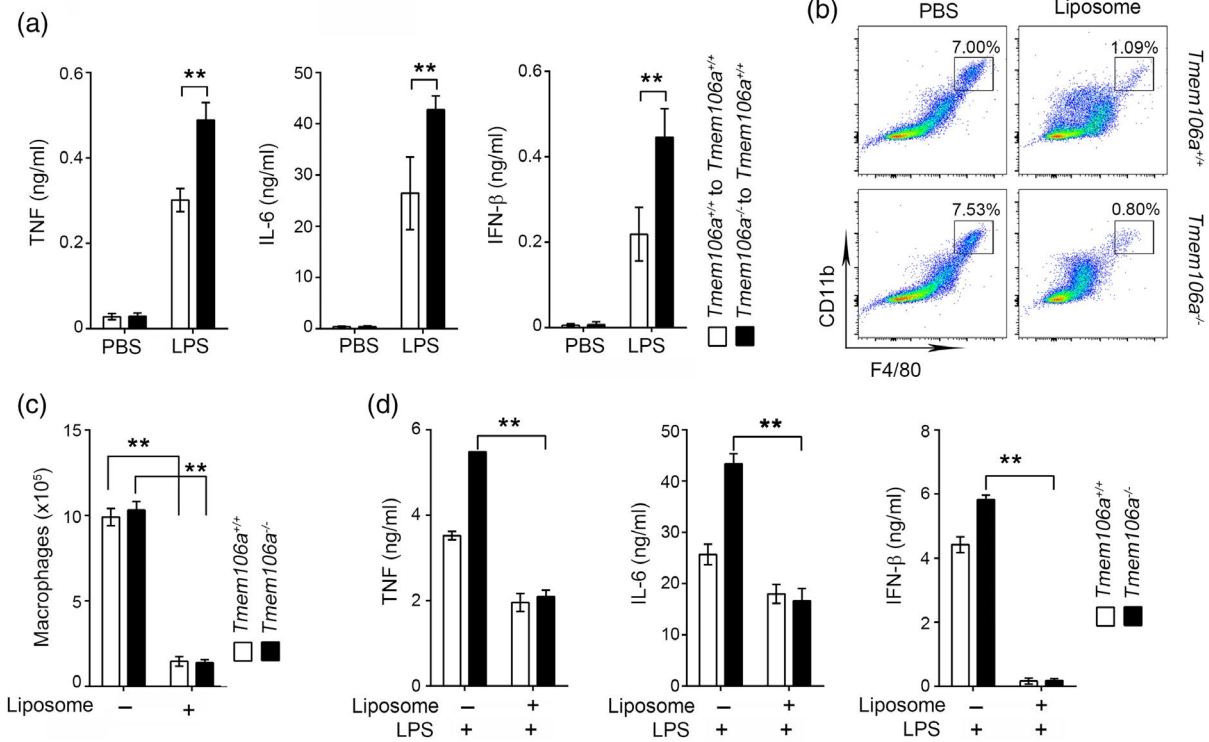 (a)
0.6
0.4
0.2
0
TNF (ng/ml)
**
PBS LPS
50
40
30
20
10
0
IL-6 (ng/ml)
**
PBS LPS
0.6
0.4
0.2
0
IFN-β (ng/ml)
**
PBS LPS
Tmem106a+/+ to Tmem106a+/+
Tmem106a-/- to Tmem106a+/+
(b)
PBS Liposome
7.00% 1.09%
Tmem106a+/+
7.53% 0.80%
Tmem106a-/-
CD11b
F4/80
(c)
15
10
5
0
Macrophages (x10⁵)
**
**
Liposome – +
Tmem106a+/+
Tmem106a-/-
(d)
6
4
2
0
TNF (ng/ml)
**
Liposome – +
LPS + +
50
40
30
20
10
0
IL-6 (ng/ml)
**
Liposome – +
LPS + +
8
6
4
2
0
IFN-β (ng/ml)
**
Liposome – +
LPS + +
Tmem106a+/+
Tmem106a-/-